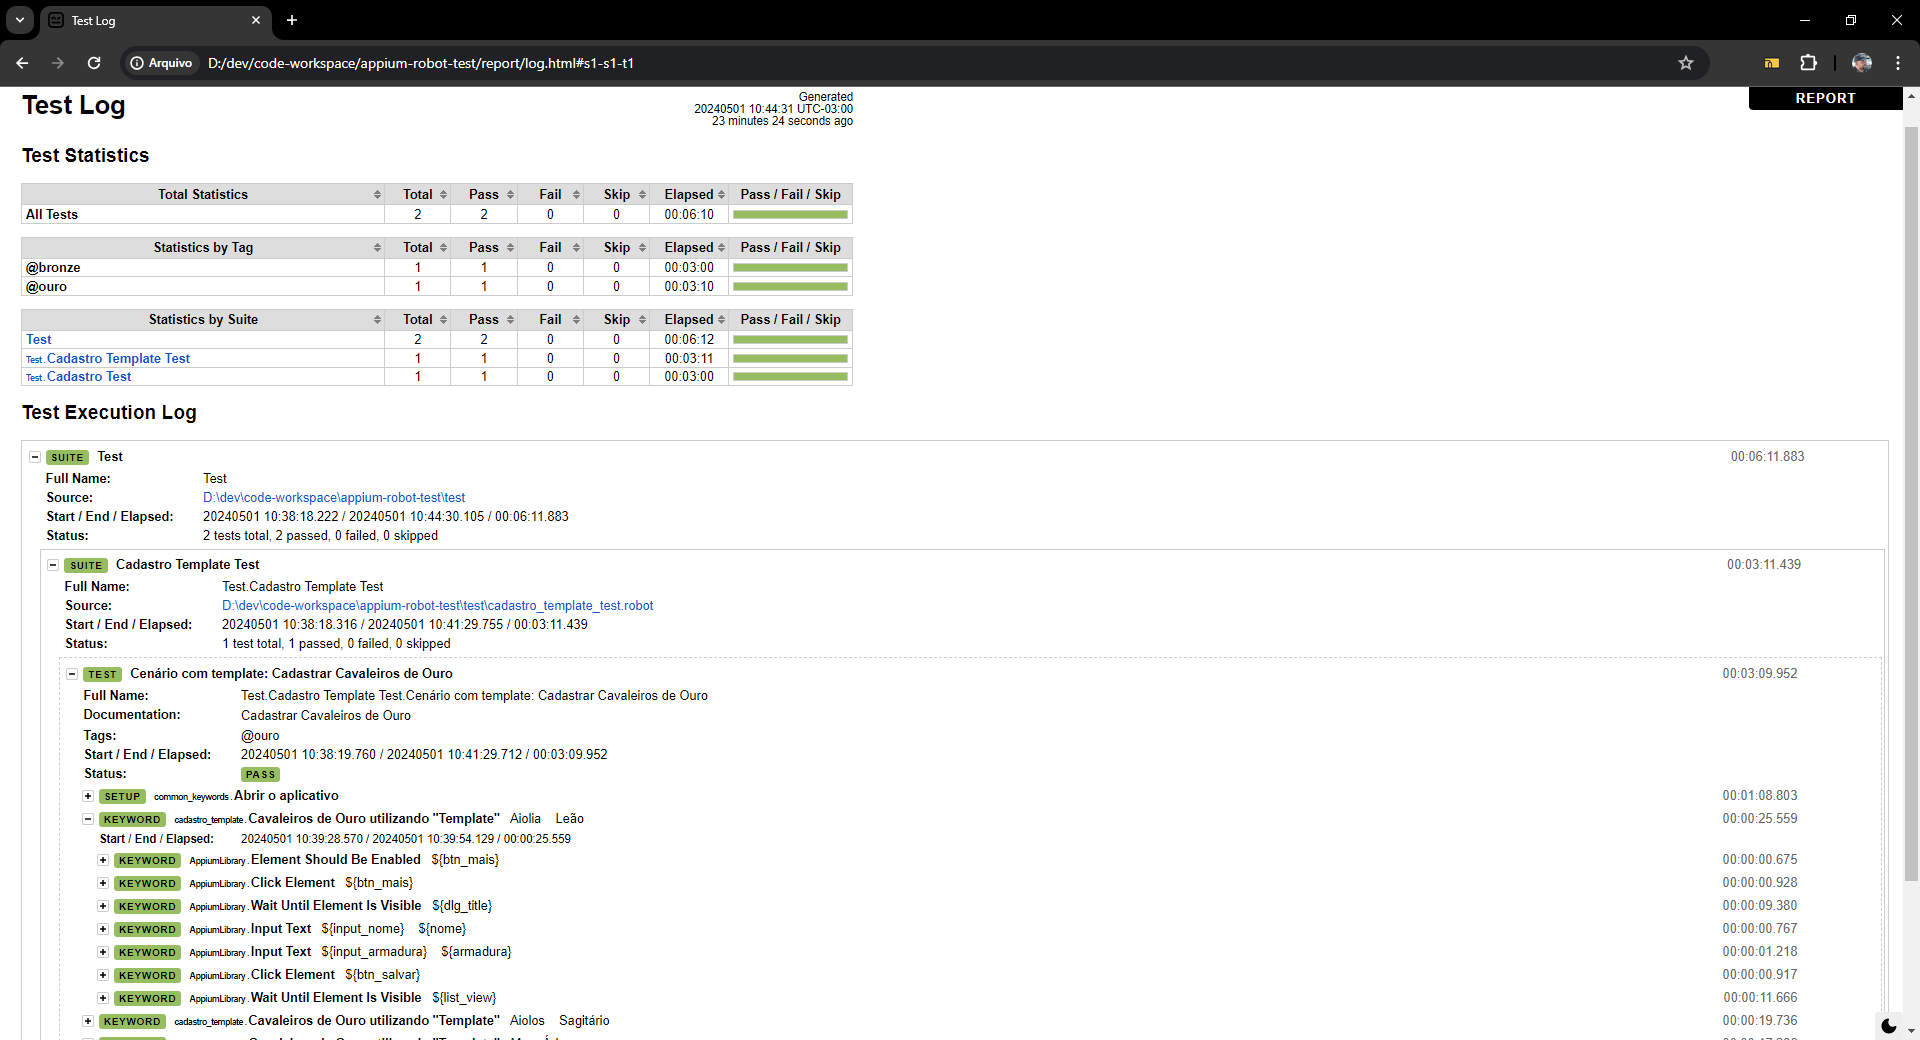 Test Log
Arquivo D:/dev/code-workspace/appium-robot-test/report/log.html#s1-s1-t1
Test Log
Generated
20240501 10:44:31 UTC-03:00
23 minutes 24 seconds ago
REPORT
Test Statistics
Total Statistics Total Pass Fail Skip Elapsed Pass / Fail / Skip
All Tests 2 2 0 0 00:06:10
Statistics by Tag Total Pass Fail Skip Elapsed Pass / Fail / Skip
@bronze 1 1 0 0 00:03:00
@ouro 1 1 0 0 00:03:10
Statistics by Suite Total Pass Fail Skip Elapsed Pass / Fail / Skip
Test 2 2 0 0 00:06:12
Test.Cadastro Template Test 1 1 0 0 00:03:11
Test.Cadastro Test 1 1 0 0 00:03:00
Test Execution Log
SUITE Test 00:06:11.883
Full Name: Test
Source: D:\dev\code-workspace\appium-robot-test\test
Start / End / Elapsed: 20240501 10:38:18.222 / 20240501 10:44:30.105 / 00:06:11.883
Status: 2 tests total, 2 passed, 0 failed, 0 skipped
SUITE Cadastro Template Test 00:03:11.439
Full Name: Test.Cadastro Template Test
Source: D:\dev\code-workspace\appium-robot-test\test\cadastro_template_test.robot
Start / End / Elapsed: 20240501 10:38:18.316 / 20240501 10:41:29.755 / 00:03:11.439
Status: 1 test total, 1 passed, 0 failed, 0 skipped
TEST Cenário com template: Cadastrar Cavaleiros de Ouro 00:03:09.952
Full Name: Test.Cadastro Template Test.Cenário com template: Cadastrar Cavaleiros de Ouro
Documentation: Cadastrar Cavaleiros de Ouro
Tags: @ouro
Start / End / Elapsed: 20240501 10:38:19.760 / 20240501 10:41:29.712 / 00:03:09.952
Status: PASS
SETUP common_keywords.Abrir o aplicativo 00:01:08.803
KEYWORD cadastro_template.Cavaleiros de Ouro utilizando "Template" Aiolia Leão 00:00:25.559
Start / End / Elapsed: 20240501 10:39:28.570 / 20240501 10:39:54.129 / 00:00:25.559
KEYWORD AppiumLibrary.Element Should Be Enabled ${btn_mais} 00:00:00.675
KEYWORD AppiumLibrary.Click Element ${btn_mais} 00:00:00.928
KEYWORD AppiumLibrary.Wait Until Element Is Visible ${dlg_title} 00:00:09.380
KEYWORD AppiumLibrary.Input Text ${input_nome} ${nome} 00:00:00.767
KEYWORD AppiumLibrary.Input Text ${input_armadura} ${armadura} 00:00:01.218
KEYWORD AppiumLibrary.Click Element ${btn_salvar} 00:00:00.917
KEYWORD AppiumLibrary.Wait Until Element Is Visible ${list_view} 00:00:11.666
KEYWORD cadastro_template.Cavaleiros de Ouro utilizando "Template" Aiolos Sagitário 00:00:19.736